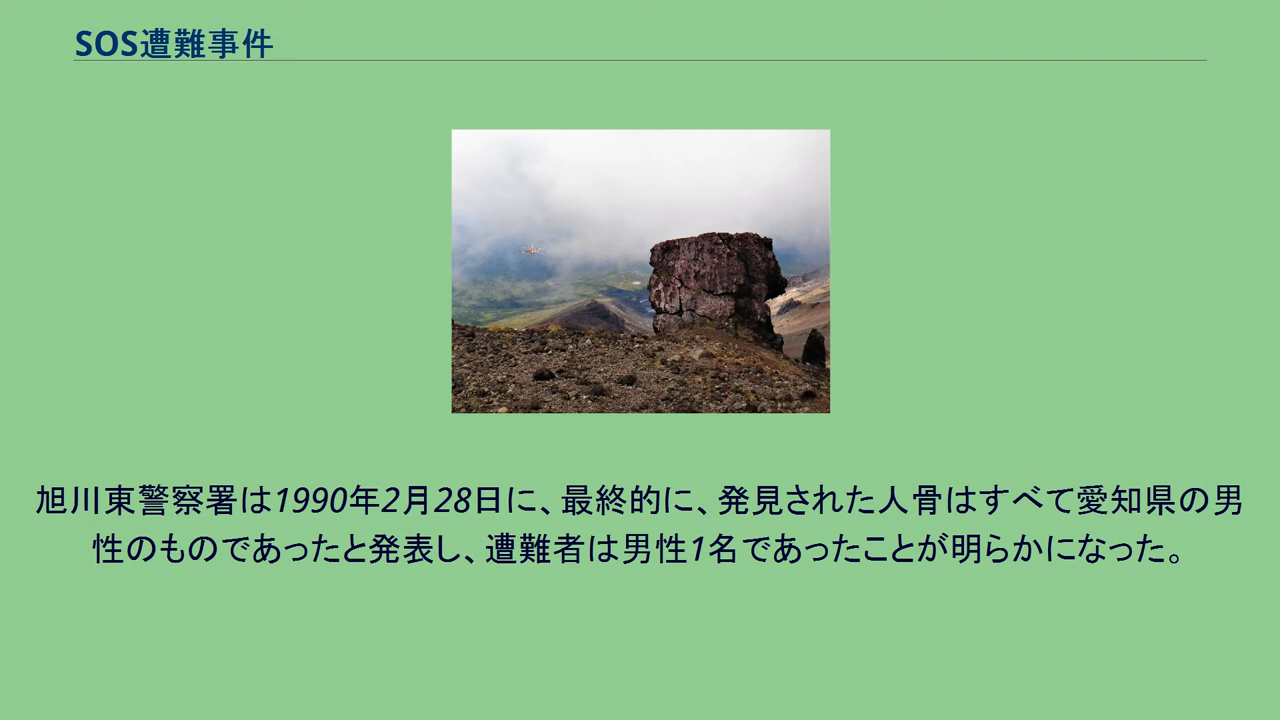 SOS遭難事件
旭川東警察署は1990年2月28日に、最終的に、発見された人骨はすべて愛知県の男
性のものであったと発表し、遭難者は男性1名であったことが明らかになった。